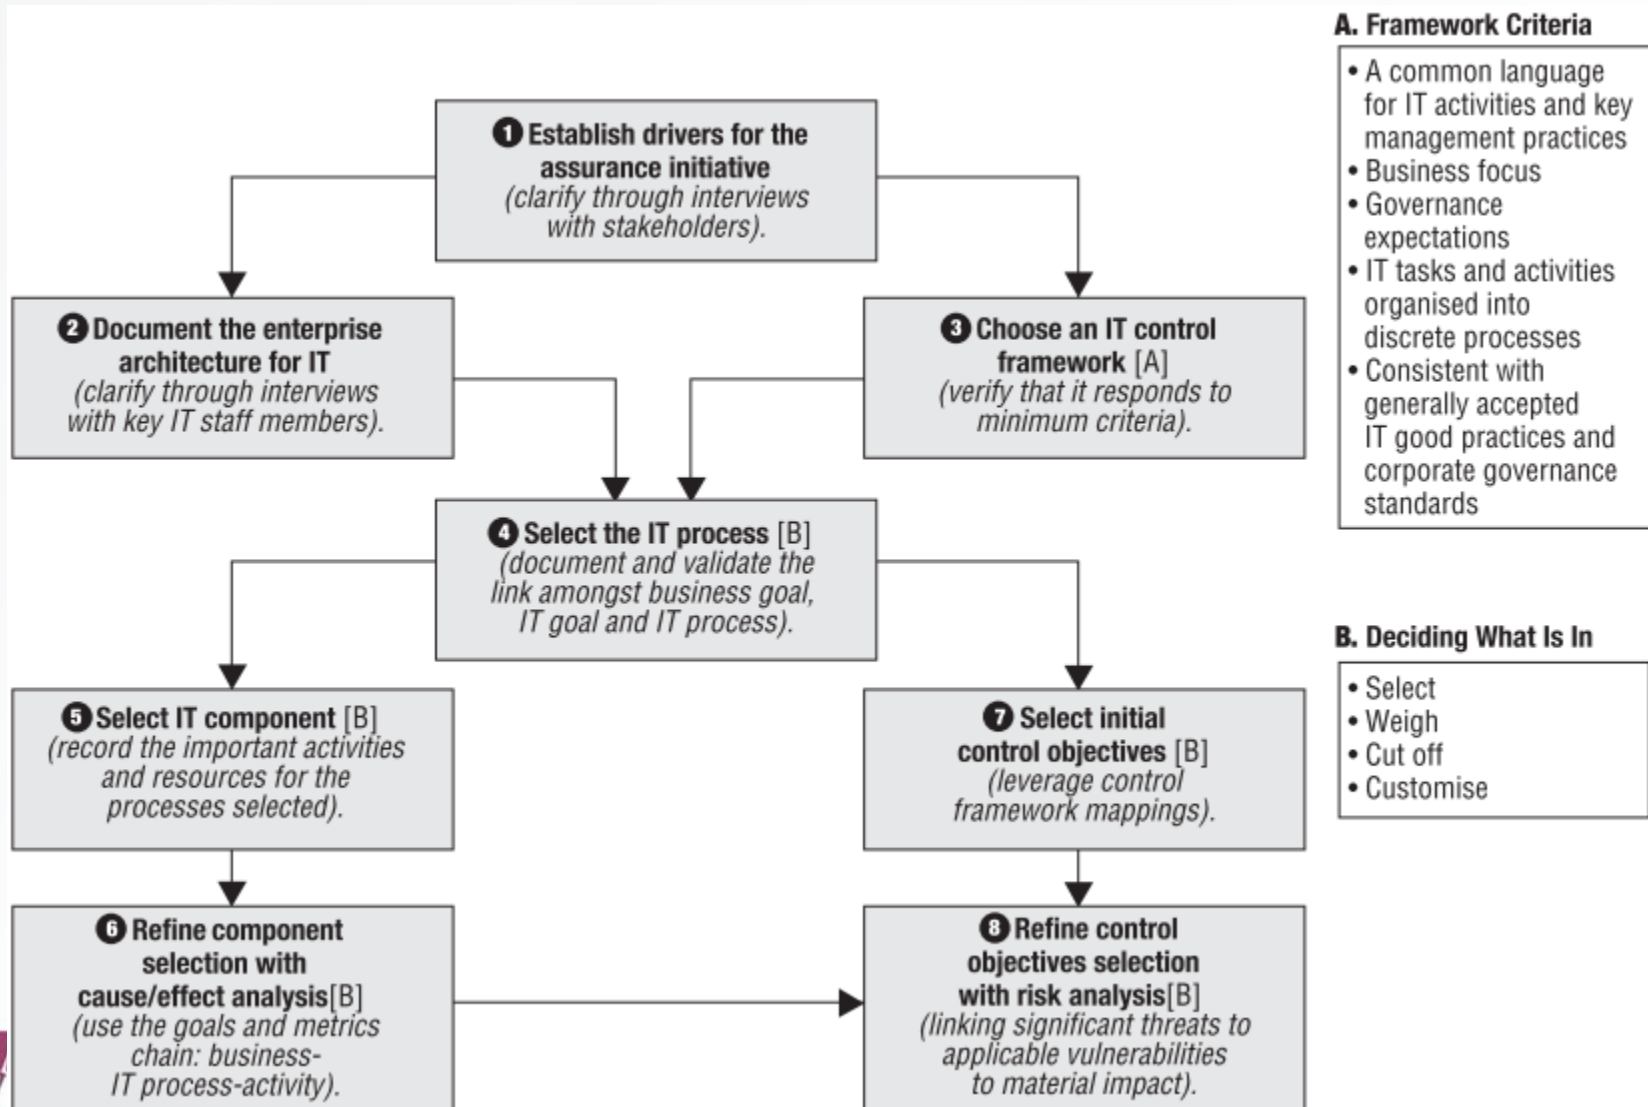 A. Framework Criteria
• A common language
for IT activities and key
management practices
• Business focus
• Governance
expectations
• IT tasks and activities
organised into
discrete processes
• Consistent with
generally accepted
IT good practices and
corporate governance
standards
1 Establish drivers for the
assurance initiative
(clarify through interviews
with stakeholders).
2 Document the enterprise
architecture for IT
(clarify through interviews
with key IT staff members).
3 Choose an IT control
framework [A]
(verify that it responds to
minimum criteria).
4 Select the IT process [B]
(document and validate the
link amongst business goal,
IT goal and IT process).
B. Deciding What Is In
• Select
• Weigh
• Cut off
• Customise
5 Select IT component [B]
(record the important activities
and resources for the
processes selected).
7 Select initial
control objectives [B]
(leverage control
framework mappings).
6 Refine component
selection with
cause/effect analysis[B]
(use the goals and metrics
chain: business-
IT process-activity).
8 Refine control
objectives selection
with risk analysis[B]
(linking significant threats to
applicable vulnerabilities
to material impact).